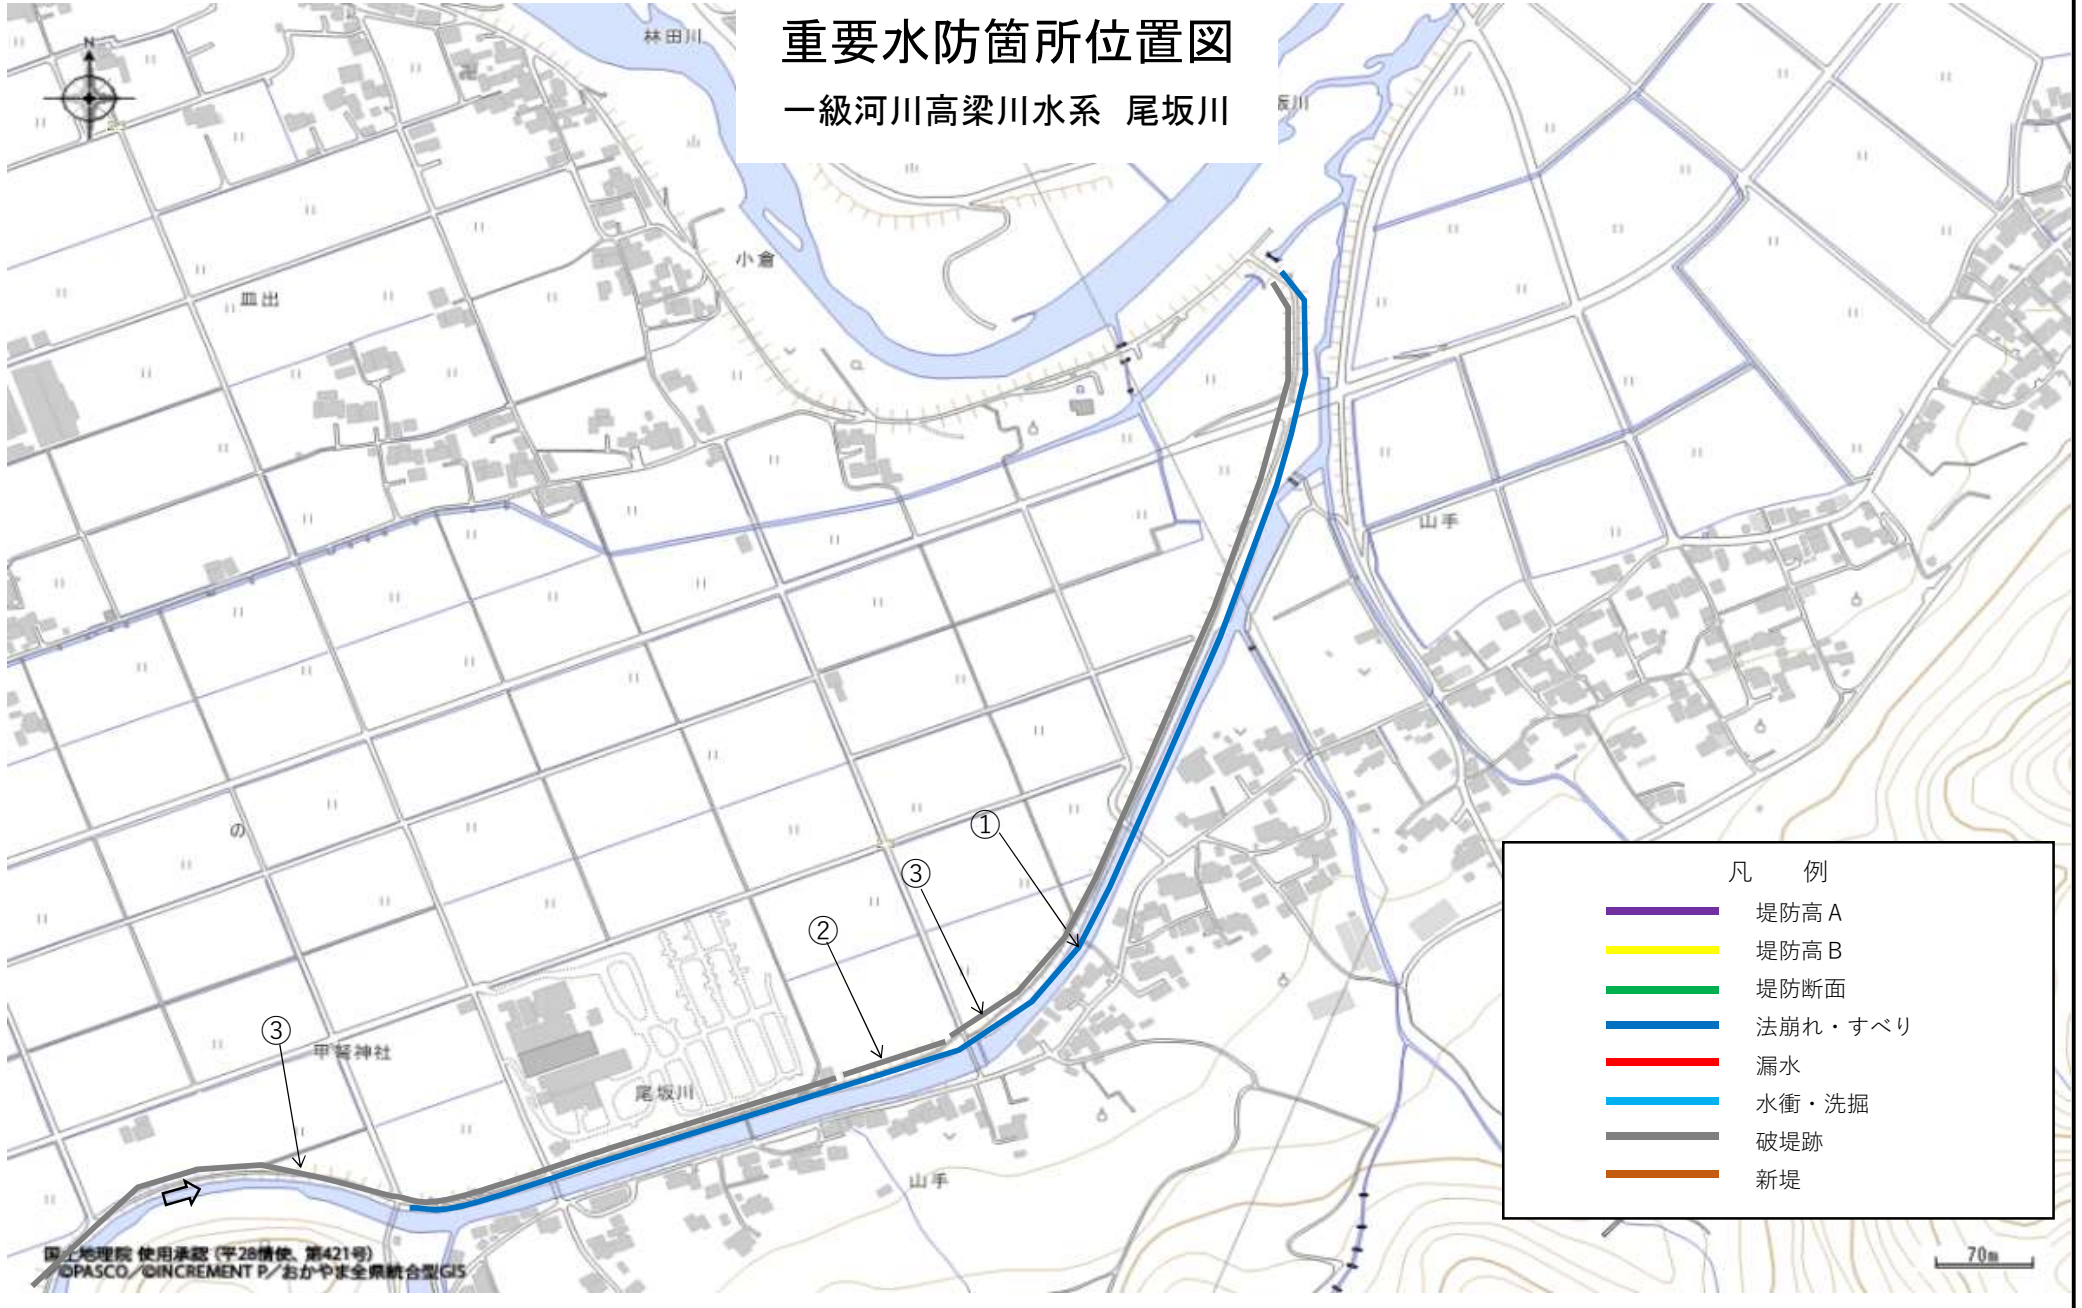 重要水防箇所位置図
一級河川高梁川水系 尾坂川
林田川
坂川
N
小倉
皿出
山手
の
①
③
②
③
甲弩神社
尾坂川
山手
凡 例
堤防高A
堤防高B
堤防断面
法崩れ・すべり
漏水
水衝・洗掘
破堤跡
新堤
国土地理院 使用承認(平28情使、第421号)
©PASCO/©INCREMENT P/おかやま全県統合型GIS
70m